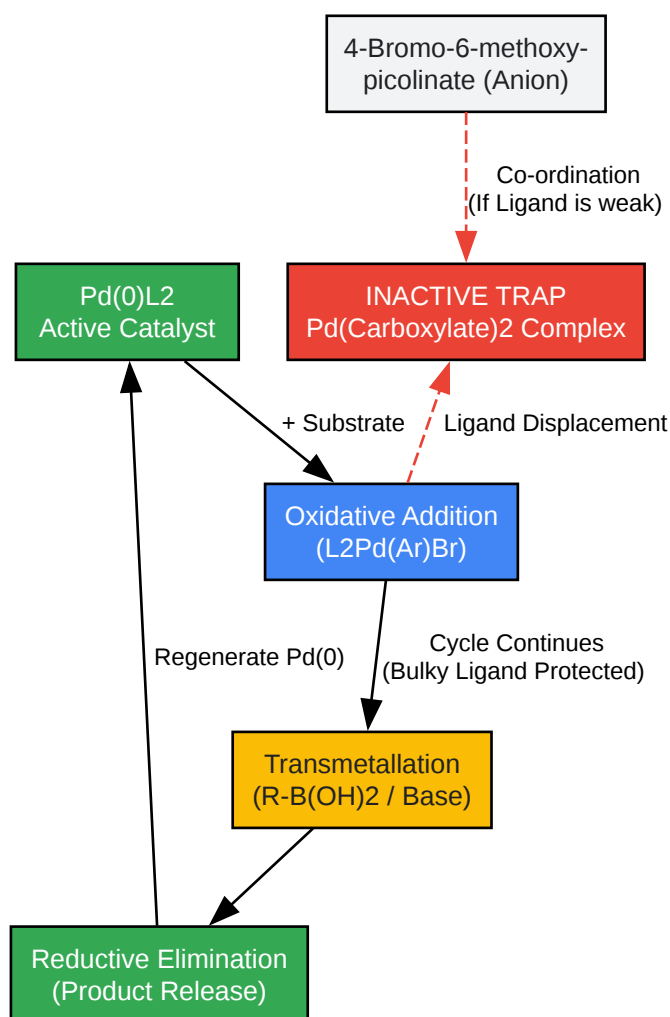 4-Bromo-6-methoxy-
picolinate (Anion)
Co-ordination
(If Ligand is weak)
Pd(0)L2
Active Catalyst
INACTIVE TRAP
Pd(Carboxylate)2 Complex
+ Substrate
Ligand Displacement
Oxidative Addition
(L2Pd(Ar)Br)
Regenerate Pd(0)
Cycle Continues
(Bulky Ligand Protected)
Transmetallation
(R-B(OH)2 / Base)
Reductive Elimination
(Product Release)